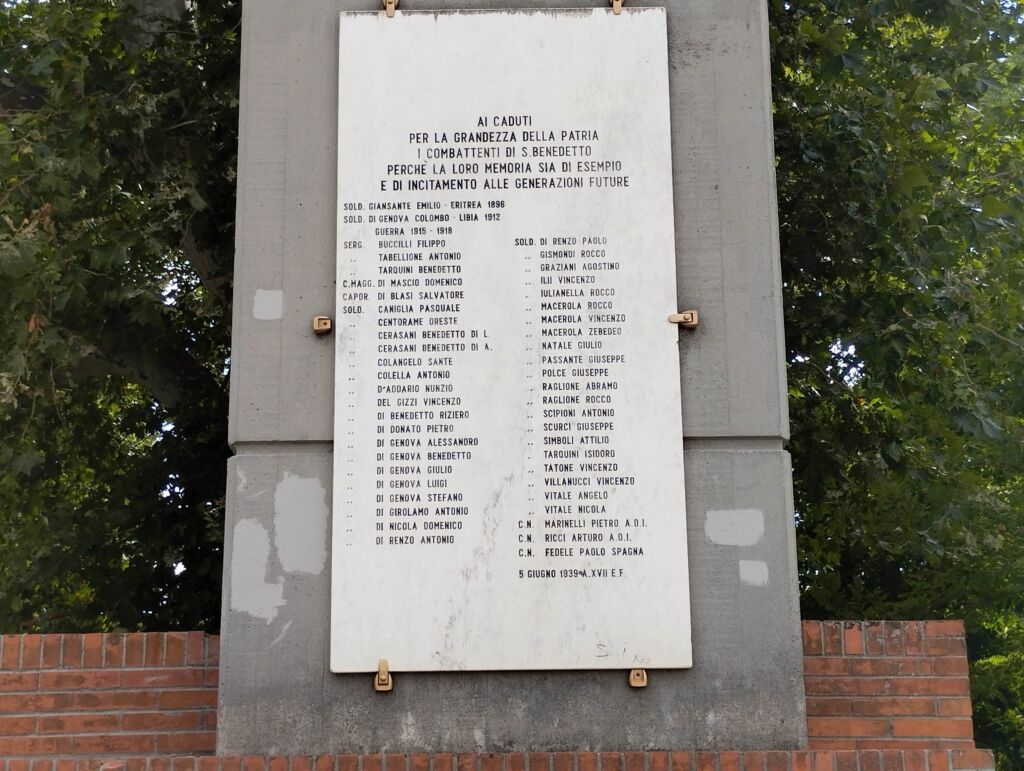 AI CADUTI
PER LA GRANDEZZA DELLA PATRIA
I COMBATTENTI DI S.BENEDETTO
PERCHÈ LA LORO MEMORIA SIA DI ESEMPIO
E DI INCITAMENTO ALLE GENERAZIONI FUTURE
SOLD. GIANSANTE EMILIO - ERITREA 1896
SOLD. DI GENOVA COLOMBO - LIBIA 1912
GUERRA 1915 - 1918
SERG. BUCCILLI FILIPPO
,, TABELLIONE ANTONIO
,, TARQUINI BENEDETTO
C.MAGG. DI MASCIO DOMENICO
CAPOR. DI BLASI SALVATORE
SOLD. CANIGLIA PASQUALE
,, CENTORAME ORESTE
,, CERASANI BENEDETTO DI L.
,, CERASANI BENEDETTO DI A.
,, COLANGELO SANTE
,, COLELLA ANTONIO
,, D'ADDARIO NUNZIO
,, DEL GIZZI VINCENZO
,, DI BENEDETTO RIZIERO
,, DI DONATO PIETRO
,, DI GENOVA ALESSANDRO
,, DI GENOVA BENEDETTO
,, DI GENOVA GIULIO
,, DI GENOVA LUIGI
,, DI GENOVA STEFANO
,, DI GIROLAMO ANTONIO
,, DI NICOLA DOMENICO
,, DI RENZO ANTONIO
SOLD. DI RENZO PAOLO
,, GISMONDI ROCCO
,, GRAZIANI AGOSTINO
,, ILII VINCENZO
,, IULIANELLA ROCCO
,, MACEROLA ROCCO
,, MACEROLA VINCENZO
,, MACEROLA ZEBEDEO
,, NATALE GIULIO
,, PASSANTE GIUSEPPE
,, POLCE GIUSEPPE
,, RAGLIONE ABRAMO
,, RAGLIONE ROCCO
,, SCIPIONI ANTONIO
,, SCURCI GIUSEPPE
,, SIMBOLI ATTILIO
,, TARQUINI ISIDORO
,, TATONE VINCENZO
,, VILLANUCCI VINCENZO
,, VITALE ANGELO
,, VITALE NICOLA
C.N. MARINELLI PIETRO A.O.I.
C.N. RICCI ARTURO A.O.I.
C.N. FEDELE PAOLO SPAGNA
5 GIUGNO 1939-A.XVII E.F.